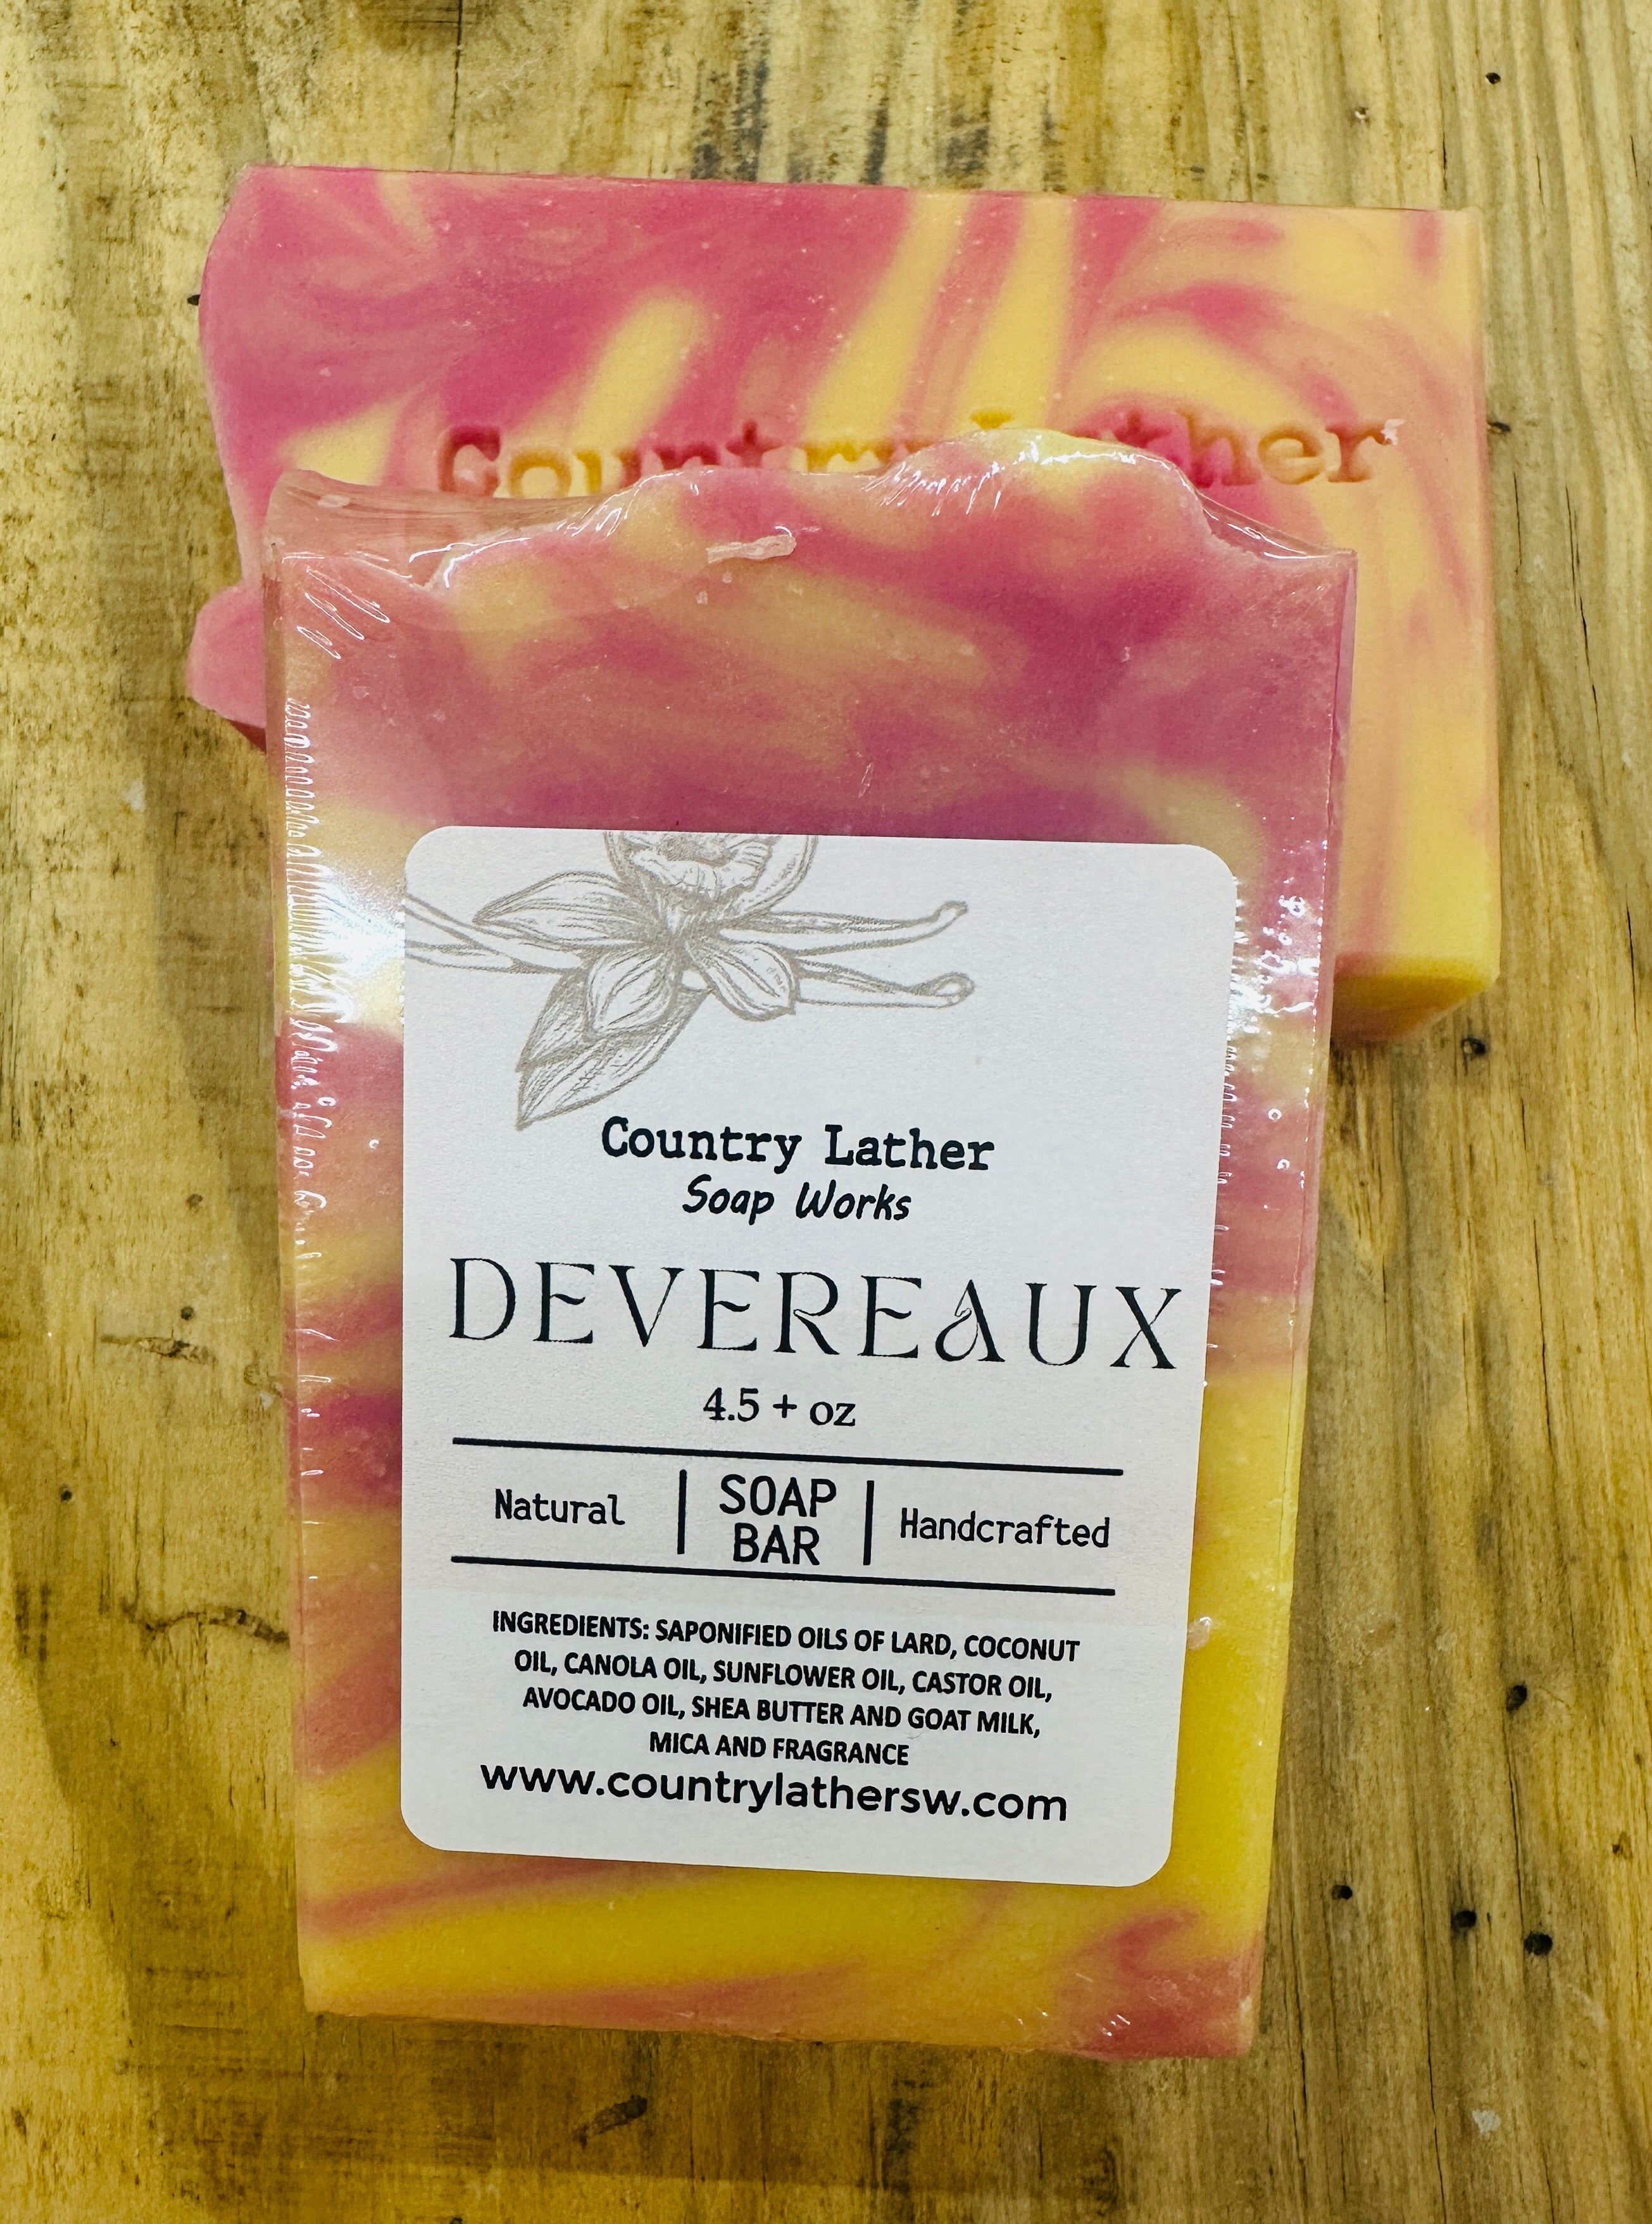 Country Lather
Country Lather
Soap Works
DEVEREAUX
4.5 + oz
Natural
SOAP
BAR
Handcrafted
INGREDIENTS: SAPONIFIED OILS OF LARD, COCONUT
OIL, CANOLA OIL, SUNFLOWER OIL, CASTOR OIL,
AVOCADO OIL, SHEA BUTTER AND GOAT MILK,
MICA AND FRAGRANCE
www.countrylathersw.com